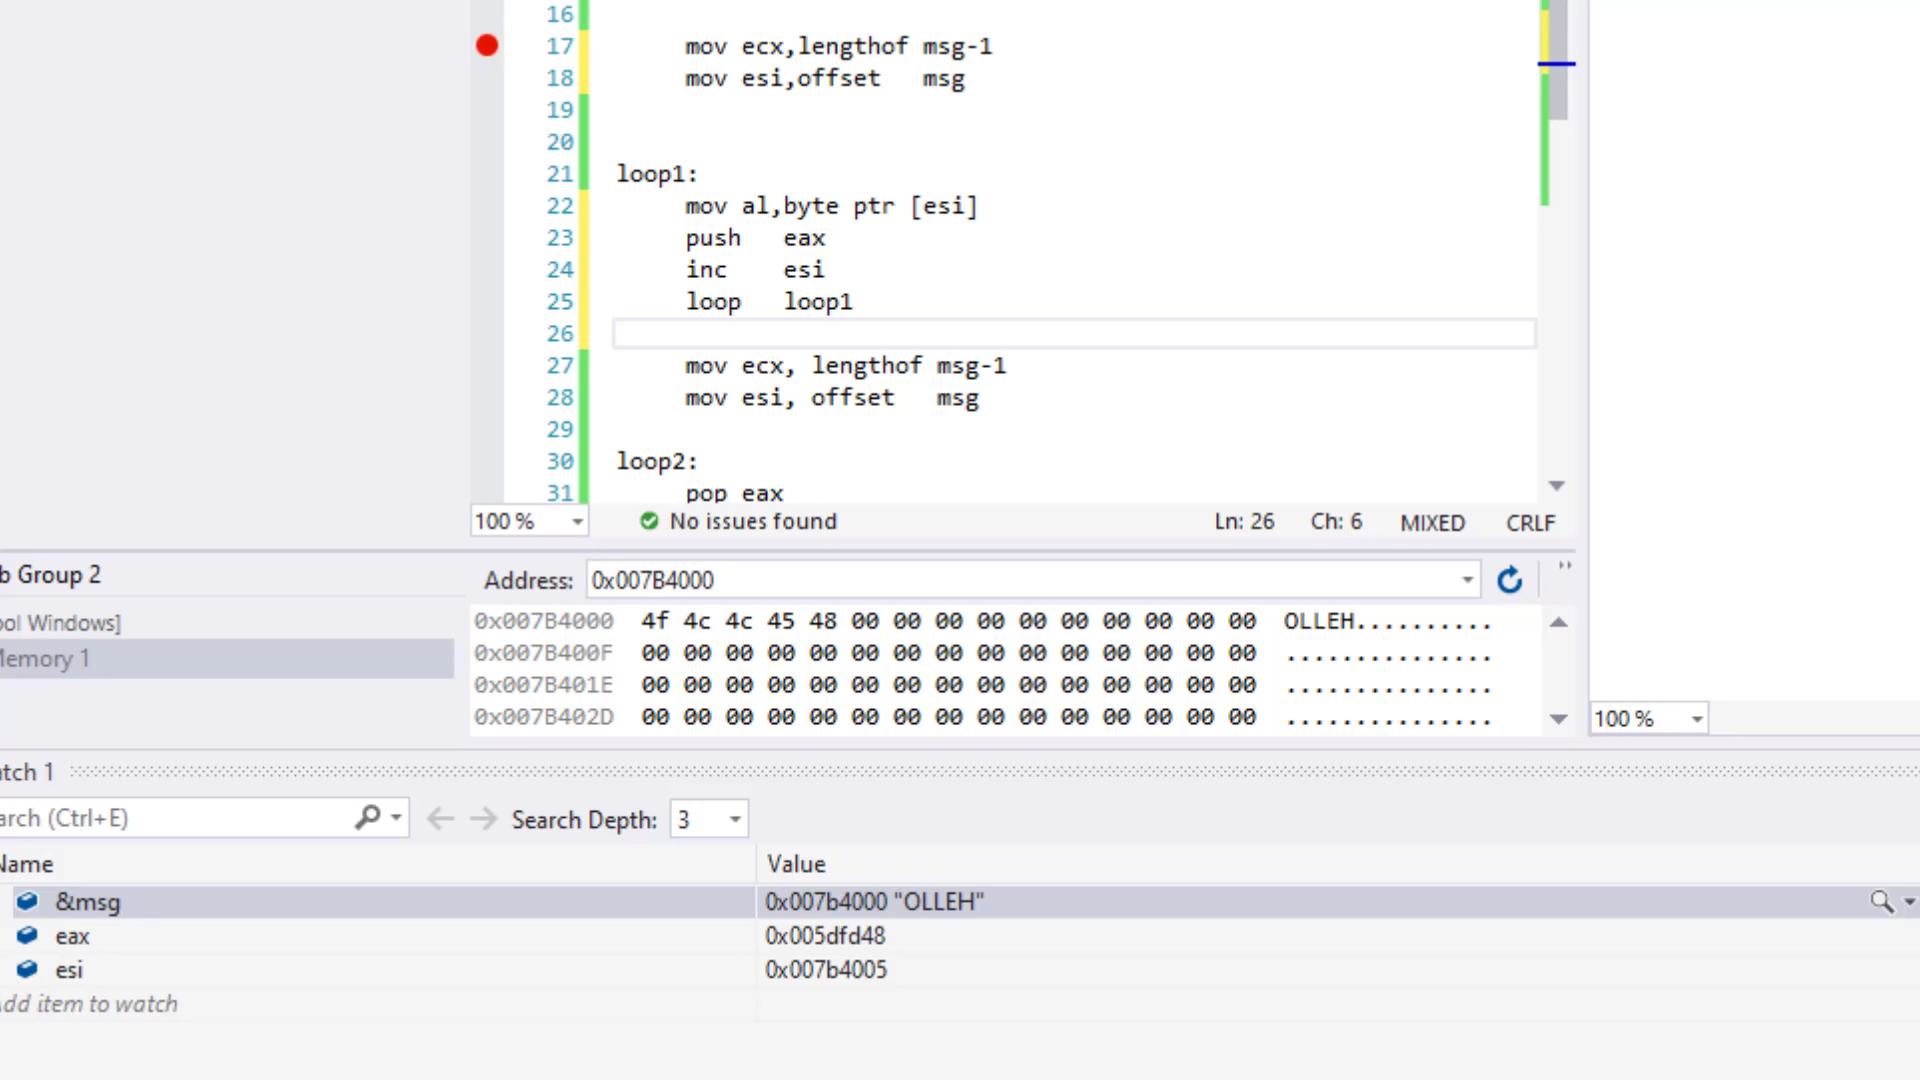 16
17 mov ecx,lengthof msg-1
18 mov esi,offset msg
19
20
21 loop1:
22 mov al,byte ptr [esi]
23 push eax
24 inc esi
25 loop loop1
26
27 mov ecx, lengthof msg-1
28 mov esi, offset msg
29
30 loop2:
31 pop eax
100 % No issues found Ln: 26 Ch: 6 MIXED CRLF
b Group 2
Address: 0x007B4000
ool Windows]
Memory 1
0x007B4000 4f 4c 4c 45 48 00 00 00 00 00 00 00 00 00 00 OLLEH..........
0x007B400F 00 00 00 00 00 00 00 00 00 00 00 00 00 00 00 ...............
0x007B401E 00 00 00 00 00 00 00 00 00 00 00 00 00 00 00 ...............
0x007B402D 00 00 00 00 00 00 00 00 00 00 00 00 00 00 00 ...............
100 %
atch 1
arch (Ctrl+E) Search Depth: 3
Name Value
&msg 0x007b4000 "OLLEH"
eax 0x005dfd48
esi 0x007b4005
Add item to watch